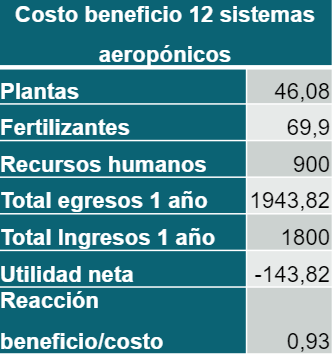 Costo beneficio 12 sistemas
aeropónicos
Plantas 46,08
Fertilizantes 69,9
Recursos humanos 900
Total egresos 1 año 1943,82
Total Ingresos 1 año 1800
Utilidad neta -143,82
Reacción
beneficio/costo 0,93